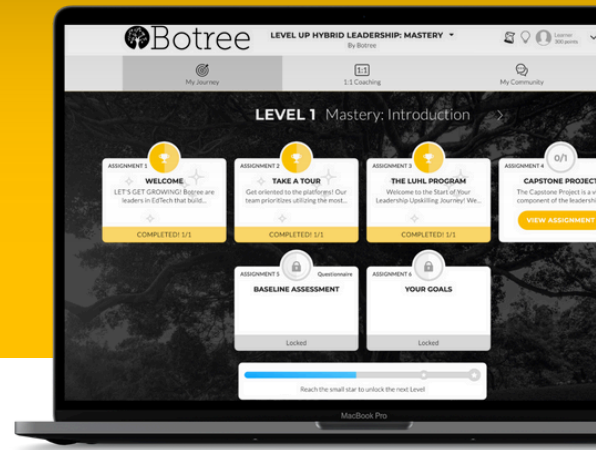 Botree
LEVEL UP HYBRID LEADERSHIP: MASTERY
By Botree
Learner
300 points
My Journey
1:1
1:1 Coaching
My Community
LEVEL 1 Mastery: Introduction
ASSIGNMENT 1
WELCOME
LET'S GET GROWING! Botree are
leaders in EdTech that build...
COMPLETED! 1/1
ASSIGNMENT 2
TAKE A TOUR
Get oriented to the platforms! Our
team prioritizes utilizing the most...
COMPLETED! 1/1
ASSIGNMENT 3
THE LUHL PROGRAM
Welcome to the Start of Your
Leadership Upskilling Journey! We...
COMPLETED! 1/1
ASSIGNMENT 4
0/1
CAPSTONE PROJECT
The Capstone Project is a vi
component of the leadershi
VIEW ASSIGNMENT
ASSIGNMENT 5
Questionnaire
BASELINE ASSESSMENT
Locked
ASSIGNMENT 6
YOUR GOALS
Locked
Reach the small star to unlock the next Level
MacBook Pro